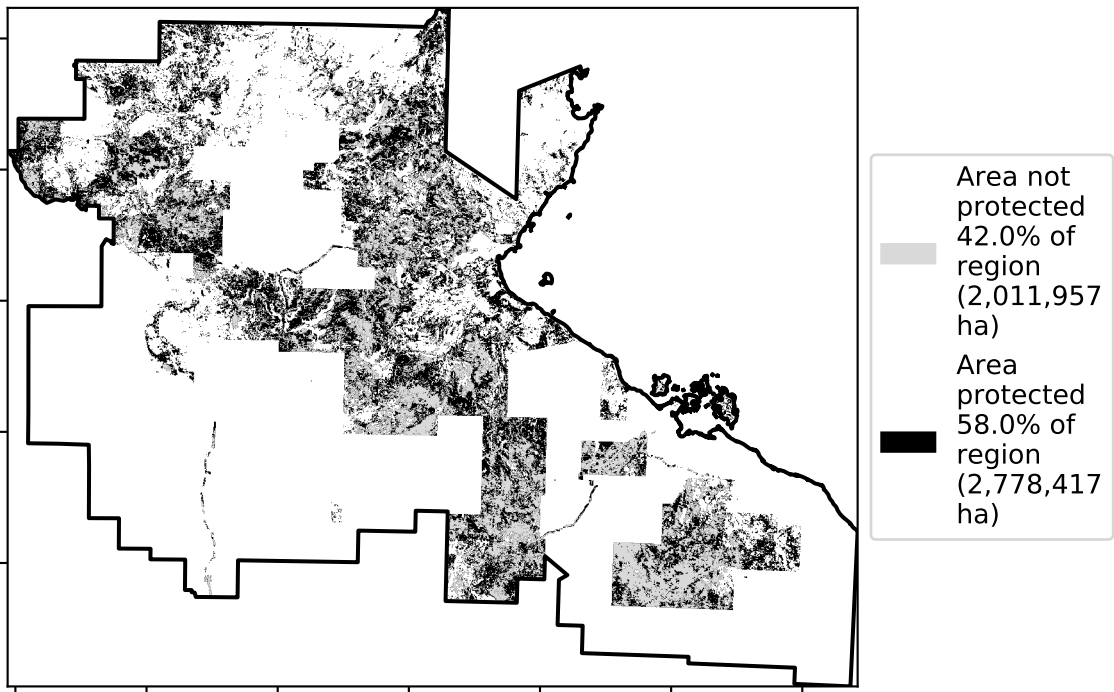 Area not
protected
42.0% of
region
(2,011,957
ha)
Area
protected
58.0% of
region
(2,778,417
ha)